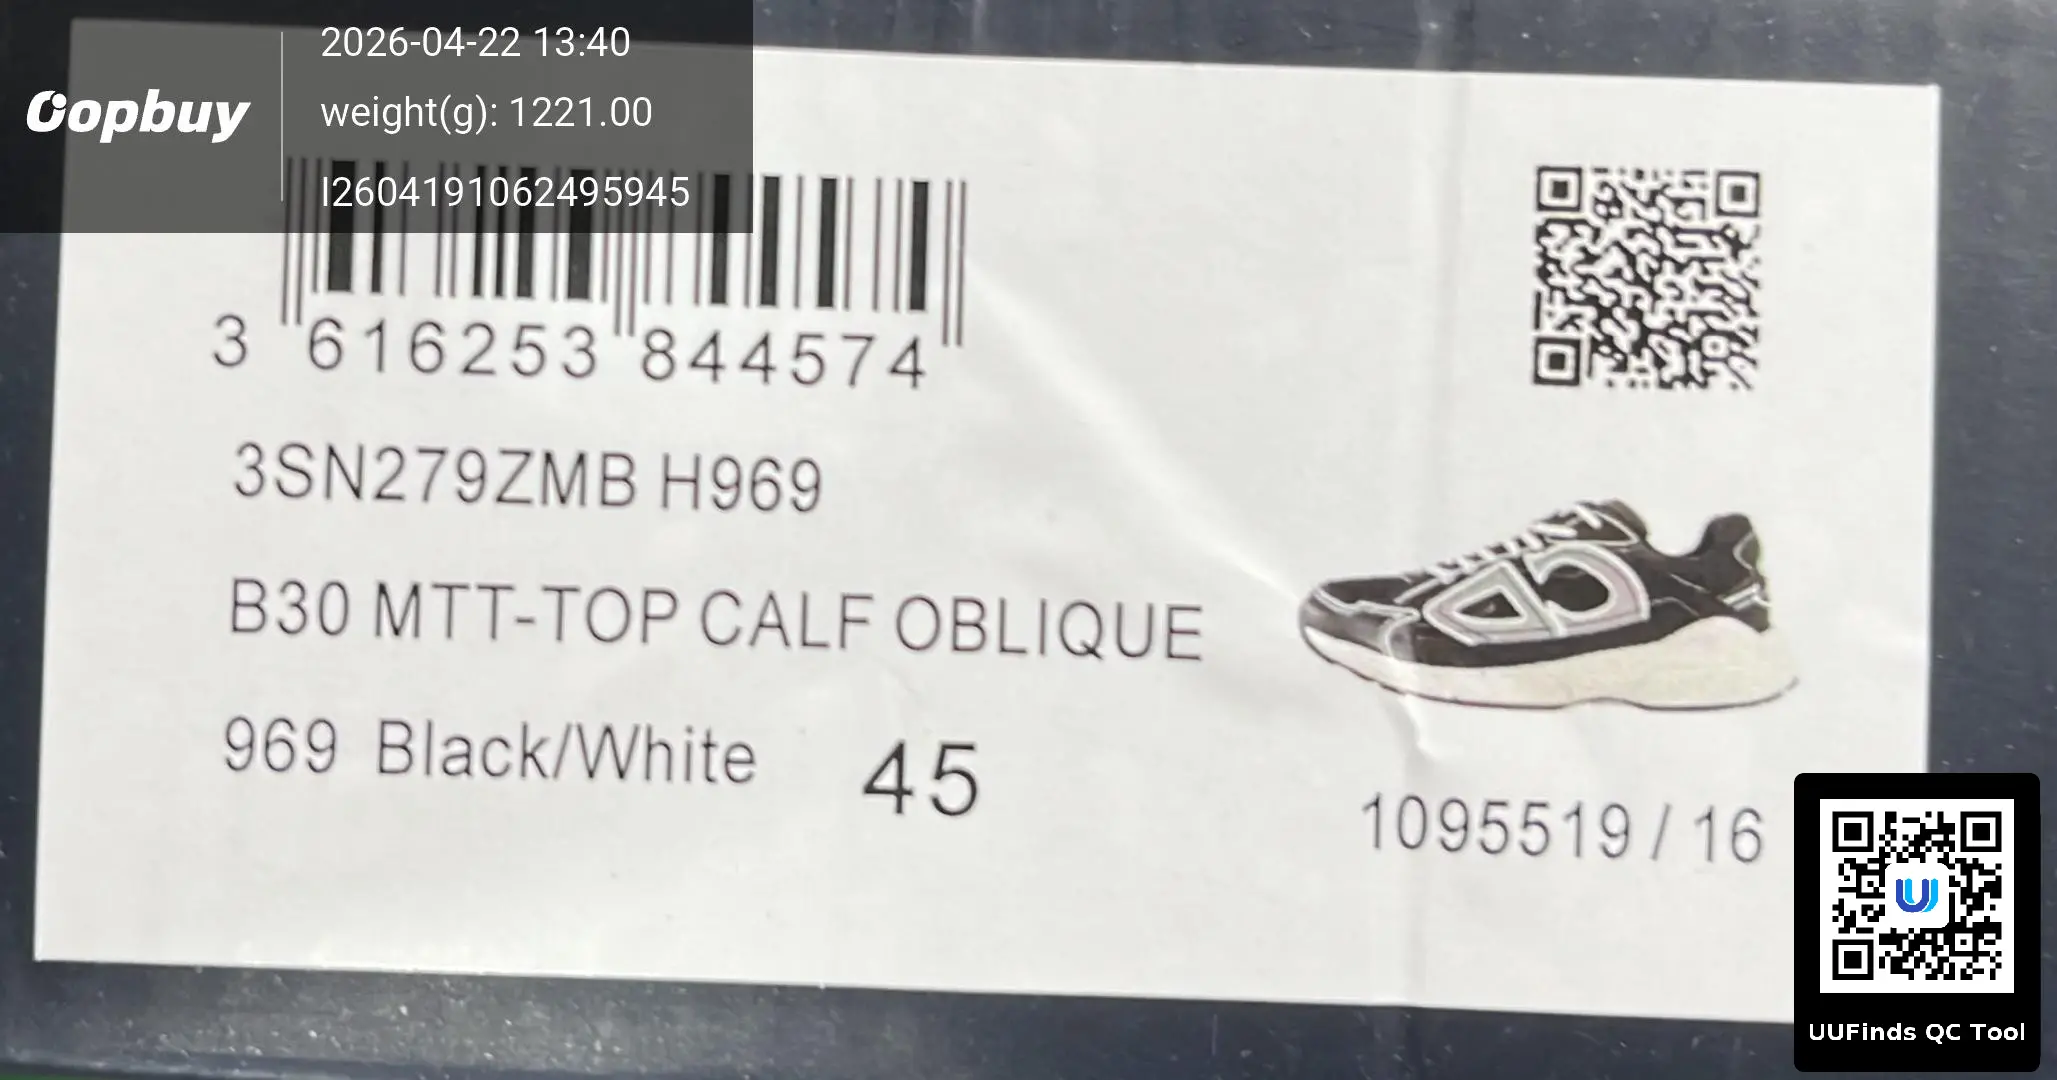 Oopbuy
2026-04-22 13:40
weight(g): 1221.00
I2604191062495945
3 616253 844574
3SN279ZMB H969
B30 MTT-TOP CALF OBLIQUE
969 Black/White 45
1095519 / 16
UUFinds QC Tool